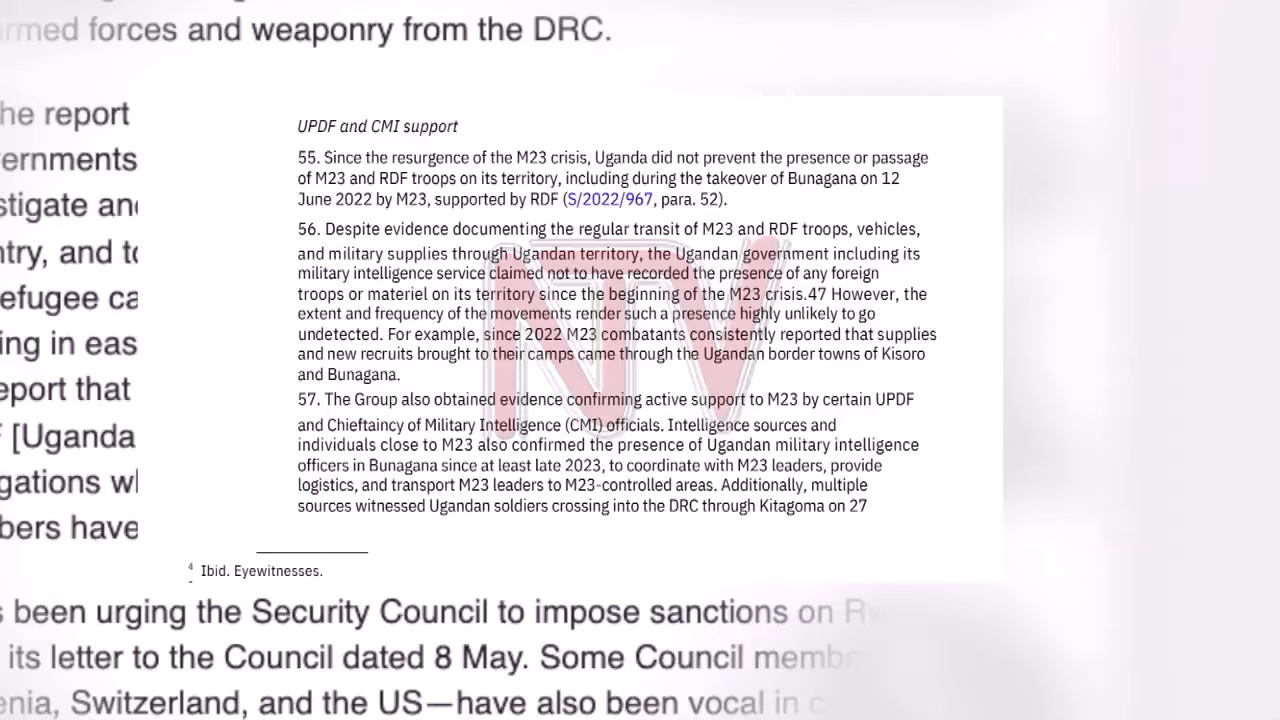 armed forces and weaponry from the DRC.
he report
ernments
stigate and
ntry, and to
efugee ca
ing in eas
eport that
[Uganda
gations wh
bers have
UPDF and CMI support
55. Since the resurgence of the M23 crisis, Uganda did not prevent the presence or passage
of M23 and RDF troops on its territory, including during the takeover of Bunagana on 12
June 2022 by M23, supported by RDF (S/2022/967, para. 52).
56. Despite evidence documenting the regular transit of M23 and RDF troops, vehicles,
and military supplies through Ugandan territory, the Ugandan government including its
military intelligence service claimed not to have recorded the presence of any foreign
troops or materiel on its territory since the beginning of the M23 crisis.47 However, the
extent and frequency of the movements render such a presence highly unlikely to go
undetected. For example, since 2022 M23 combatants consistently reported that supplies
and new recruits brought to their camps came through the Ugandan border towns of Kisoro
and Bunagana.
57. The Group also obtained evidence confirming active support to M23 by certain UPDF
and Chieftaincy of Military Intelligence (CMI) officials. Intelligence sources and
individuals close to M23 also confirmed the presence of Ugandan military intelligence
officers in Bunagana since at least late 2023, to coordinate with M23 leaders, provide
logistics, and transport M23 leaders to M23-controlled areas. Additionally, multiple
sources witnessed Ugandan soldiers crossing into the DRC through Kitagoma on 27
NTV
4 Ibid. Eyewitnesses.
s been urging the Security Council to impose sanctions on
its letter to the Council dated 8 May. Some Council memb
enia, Switzerland, and the US—have also been vocal in